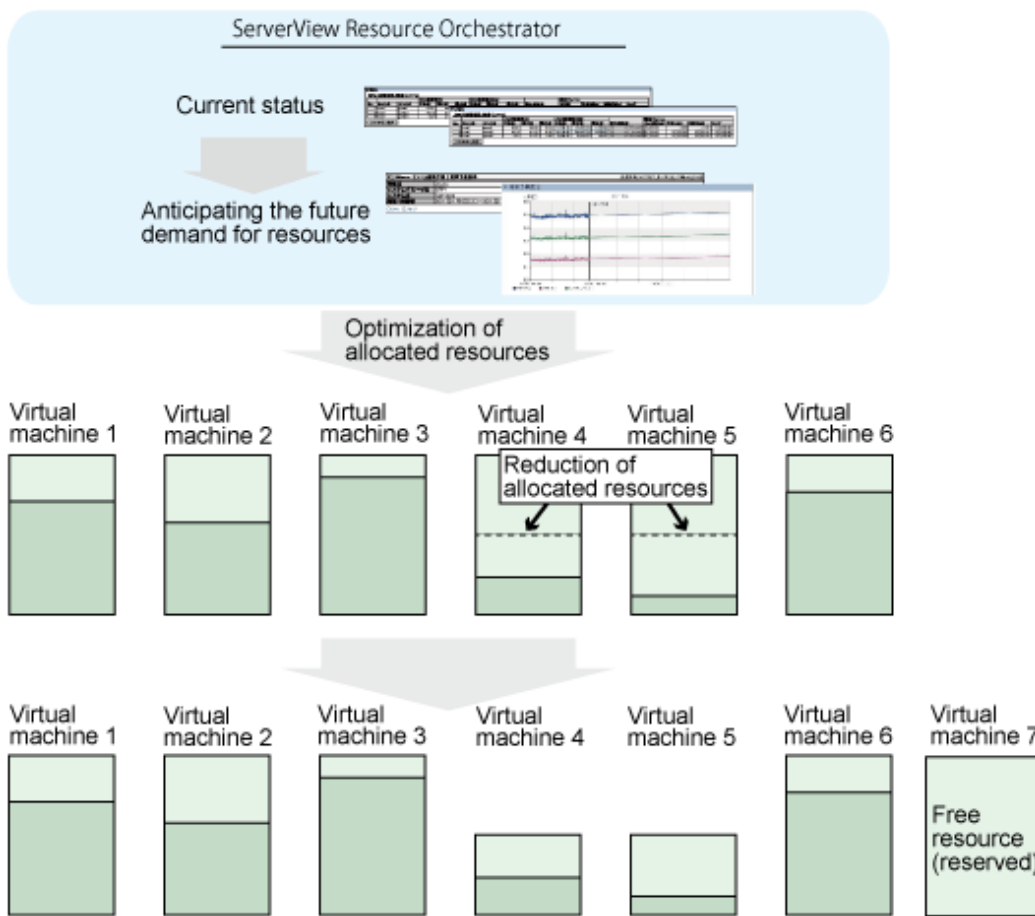 ServerView Resource Orchestrator
Current status
Anticipating the future
demand for resources
Optimization of
allocated resources
Virtual
machine 1
Virtual
machine 2
Virtual
machine 3
Virtual
machine 4
Virtual
machine 5
Virtual
machine 6
Reduction of
allocated resources
Virtual
machine 1
Virtual
machine 2
Virtual
machine 3
Virtual
machine 4
Virtual
machine 5
Virtual
machine 6
Virtual
machine 7
Free
resource
(reserved)